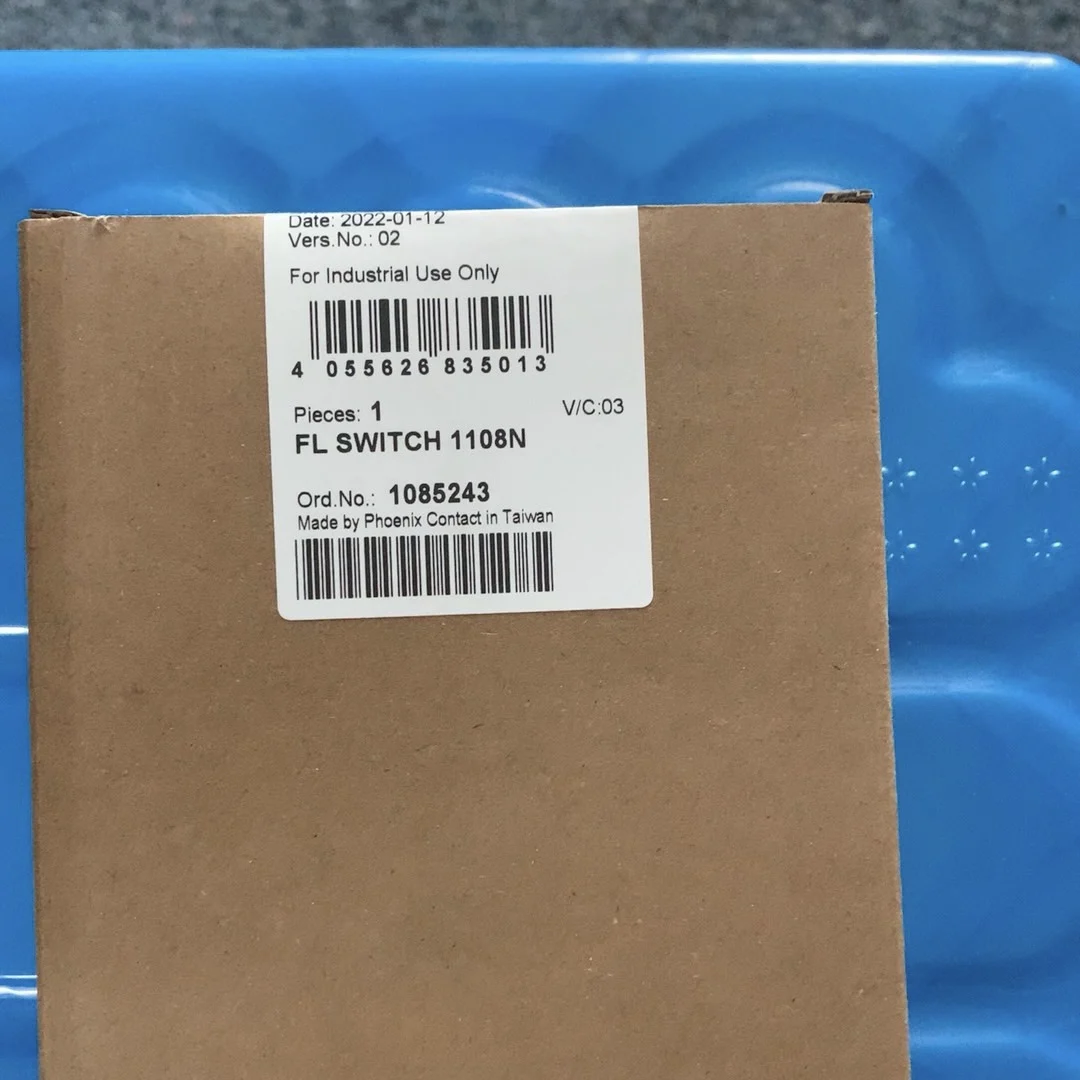 Date: 2022-01-12
Vers.No.: 02
For Industrial Use Only
4 055626 835013
Pieces: 1 V/C:03
FL SWITCH 1108N
Ord.No.: 1085243
Made by Phoenix Contact in Taiwan